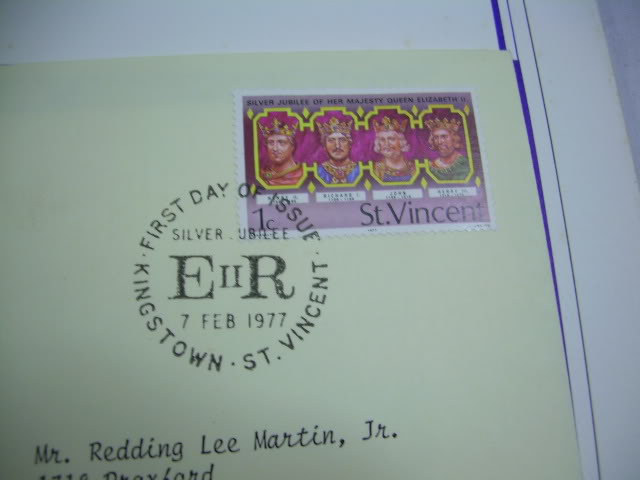 SILVER JUBILEE OF HER MAJESTY QUEEN ELIZABETH II.
RICHARD I JOHN HENRY III
1c St.Vincent
FIRST DAY OF ISSUE
SILVER JUBILEE
EIIR
7 FEB 1977
KINGSTOWN · ST. VINCENT
Mr. Redding Lee Martin, Jr.